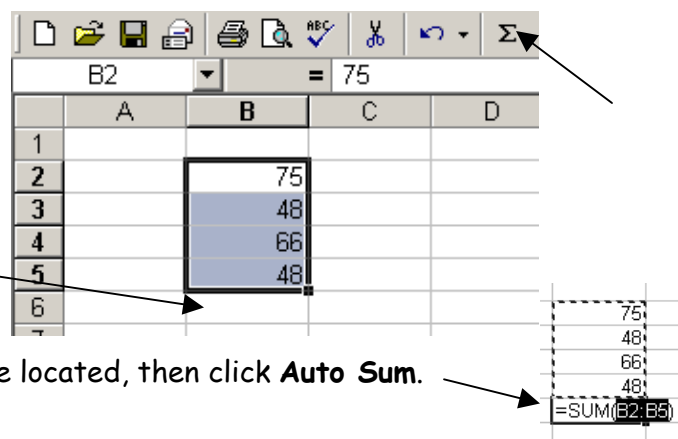 ABC
Σ
B2 = 75
A B C D
1
2 75
3 48
4 66
5 48
6
75
48
66
48
e located, then click Auto Sum.
=SUM(B2:B5)